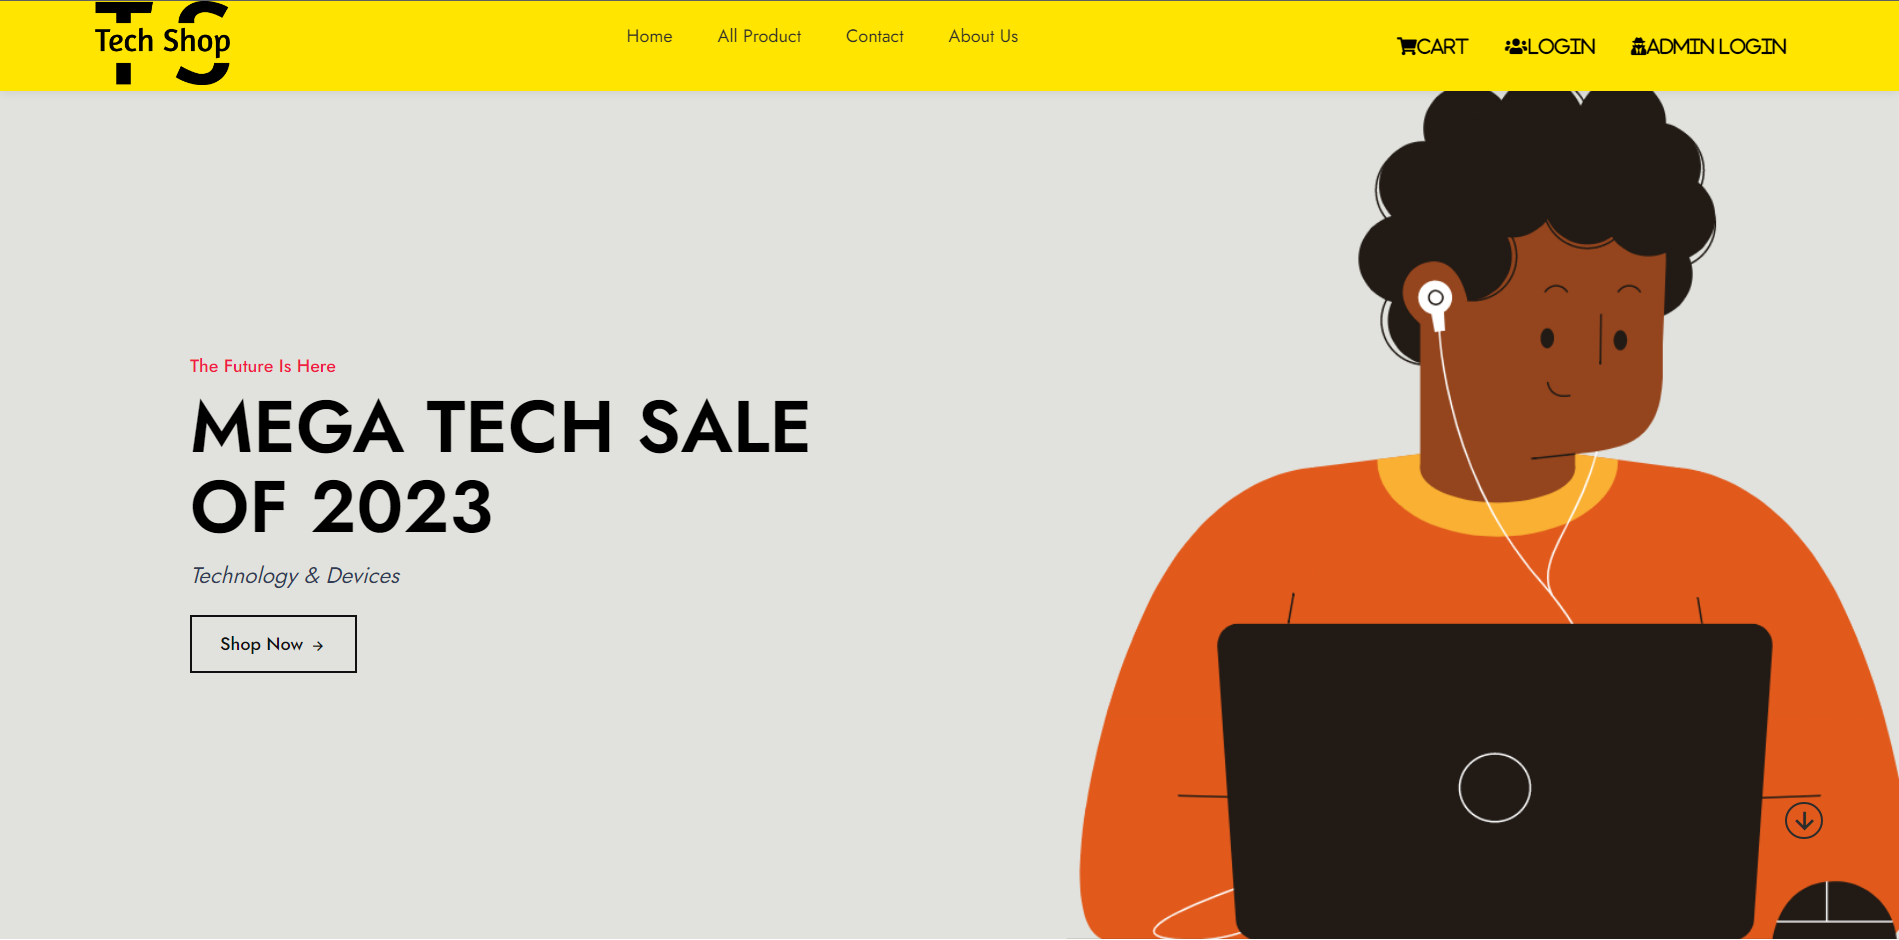 TS
Tech Shop
Home All Product Contact About Us
CART LOGIN ADMIN LOGIN
The Future Is Here
MEGA TECH SALE
OF 2023
Technology & Devices
Shop Now →